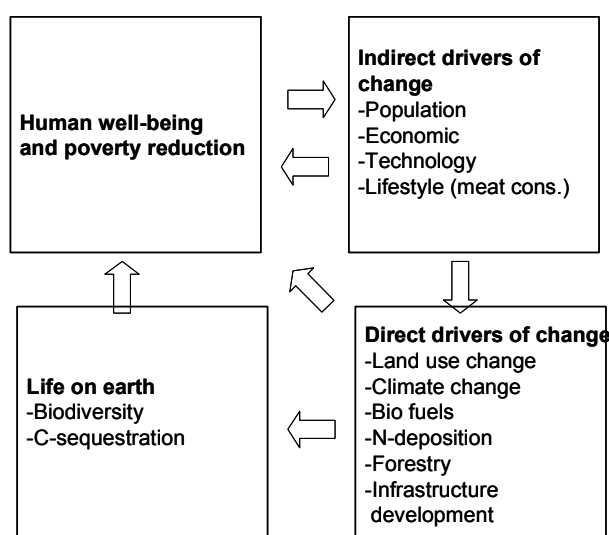 Human well-being
and poverty reduction
Indirect drivers of
change
-Population
-Economic
-Technology
-Lifestyle (meat cons.)
Life on earth
-Biodiversity
-C-sequestration
Direct drivers of change
-Land use change
-Climate change
-Bio fuels
-N-deposition
-Forestry
-Infrastructure
development